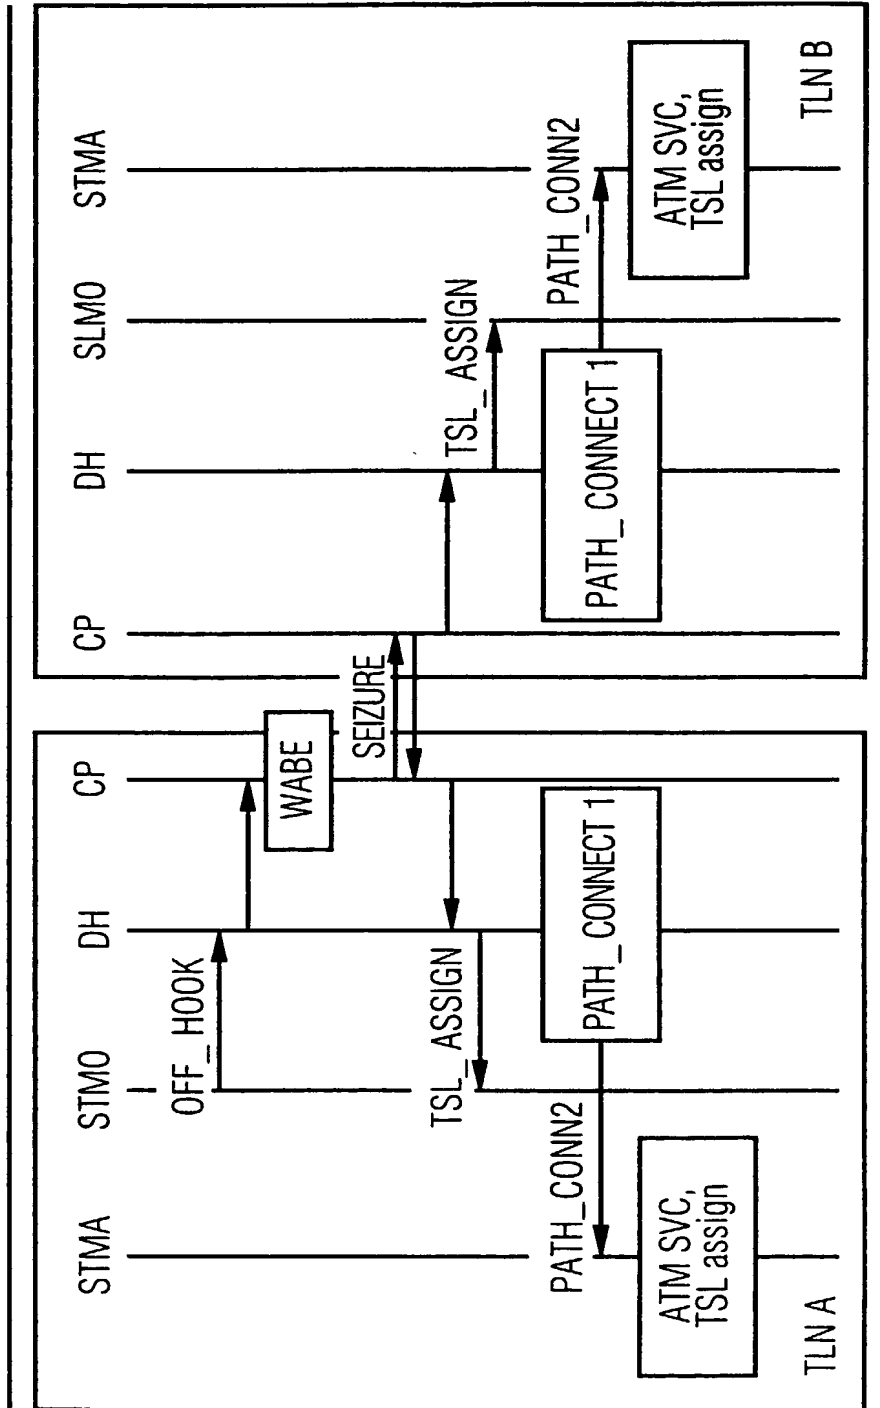 STMA
STMO
DH
CP
CP
DH
SLMO
STMA
OFF_HOOK
WABE
SEIZURE
TSL_ASSIGN
TSL_ASSIGN
PATH_CONN2
PATH_CONNECT 1
PATH_CONNECT 1
PATH_CONN2
ATM SVC,
TSL assign
ATM SVC,
TSL assign
TLN A
TLN B